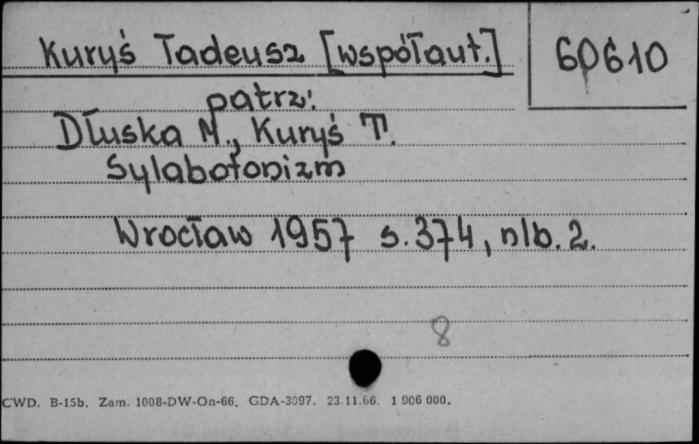 Kuryś Tadeusz [współaut.]
60610
patrz:
Dłuska M., Kuryś T.
Sylabotonizm
Wrocław 1957 s. 374, nlb. 2.
8
CWD. B-15b. Zam. 1008-DW-On-66. GDA-3097. 23.11.66. 1 906 000.